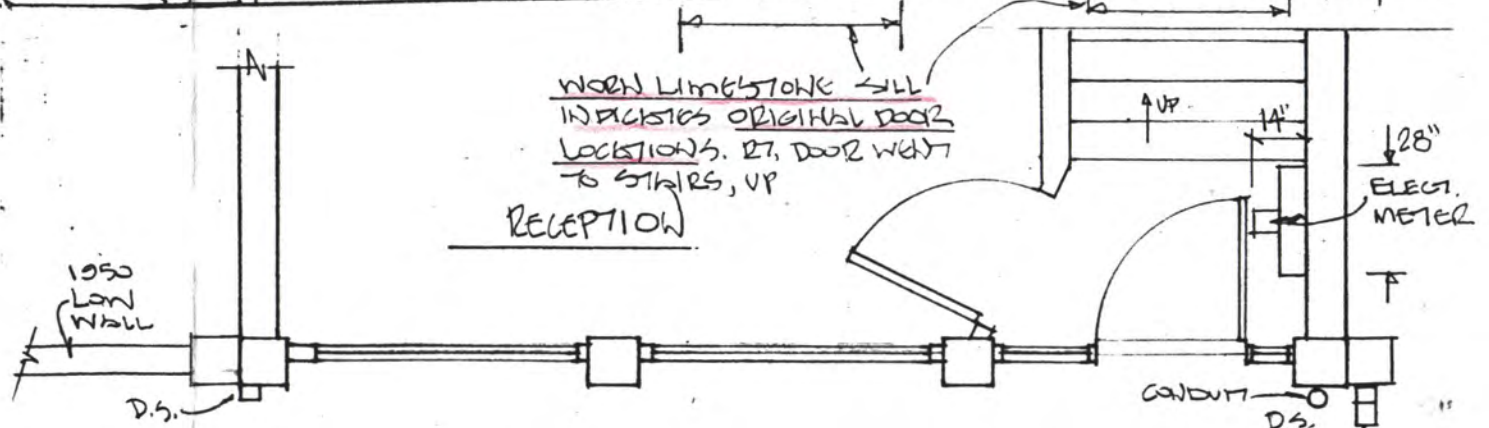 WORN LIMESTONE SILL
INDICATES ORIGINAL DOOR
LOCATIONS. RT. DOOR WENT
TO STAIRS, UP
RECEPTION
UP
14"
28"
ELECT.
METER
1950
LOW
WALL
D.S.
CONDUIT
D.S.